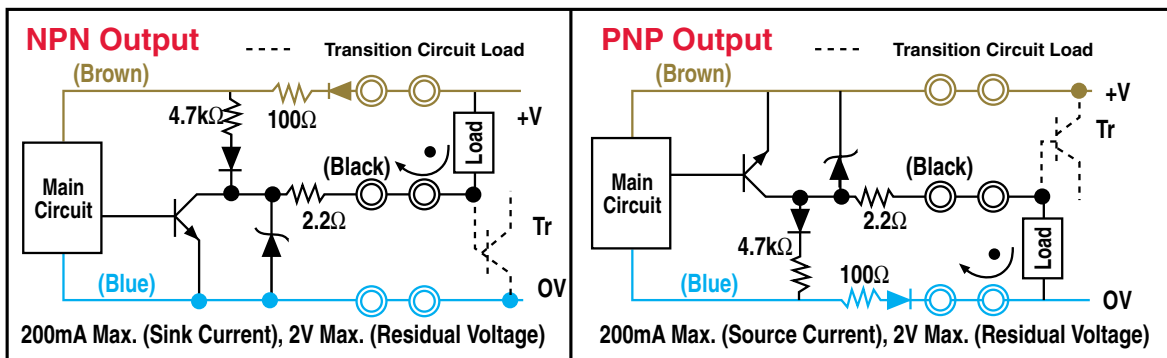 NPN Output
Transition Circuit Load
(Brown)
4.7kΩ
100Ω
+V
Load
(Black)
Main
Circuit
2.2Ω
Tr
(Blue)
OV
200mA Max. (Sink Current), 2V Max. (Residual Voltage)
PNP Output
Transition Circuit Load
(Brown)
+V
Tr
(Black)
Main
Circuit
2.2Ω
4.7kΩ
Load
(Blue)
100Ω
OV
200mA Max. (Source Current), 2V Max. (Residual Voltage)